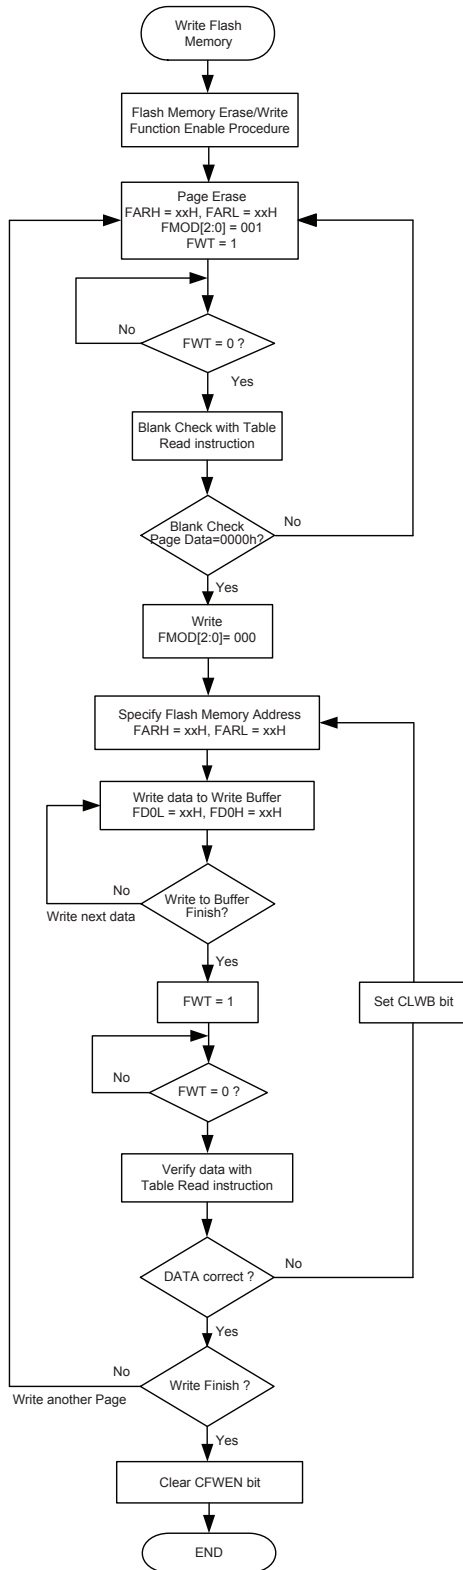 Write Flash
Memory
Flash Memory Erase/Write
Function Enable Procedure
Page Erase
FARH = xxH, FARL = xxH
FMOD[2:0] = 001
FWT = 1
No
FWT = 0 ?
Yes
Blank Check with Table
Read instruction
Blank Check
Page Data=0000h?
No
Yes
Write
FMOD[2:0]= 000
Specify Flash Memory Address
FARH = xxH, FARL = xxH
Write data to Write Buffer
FD0L = xxH, FD0H = xxH
No
Write next data
Write to Buffer
Finish?
Yes
FWT = 1
Set CLWB bit
No
FWT = 0 ?
Verify data with
Table Read instruction
DATA correct ?
No
Yes
No
Write another Page
Write Finish ?
Yes
Clear CFWEN bit
END